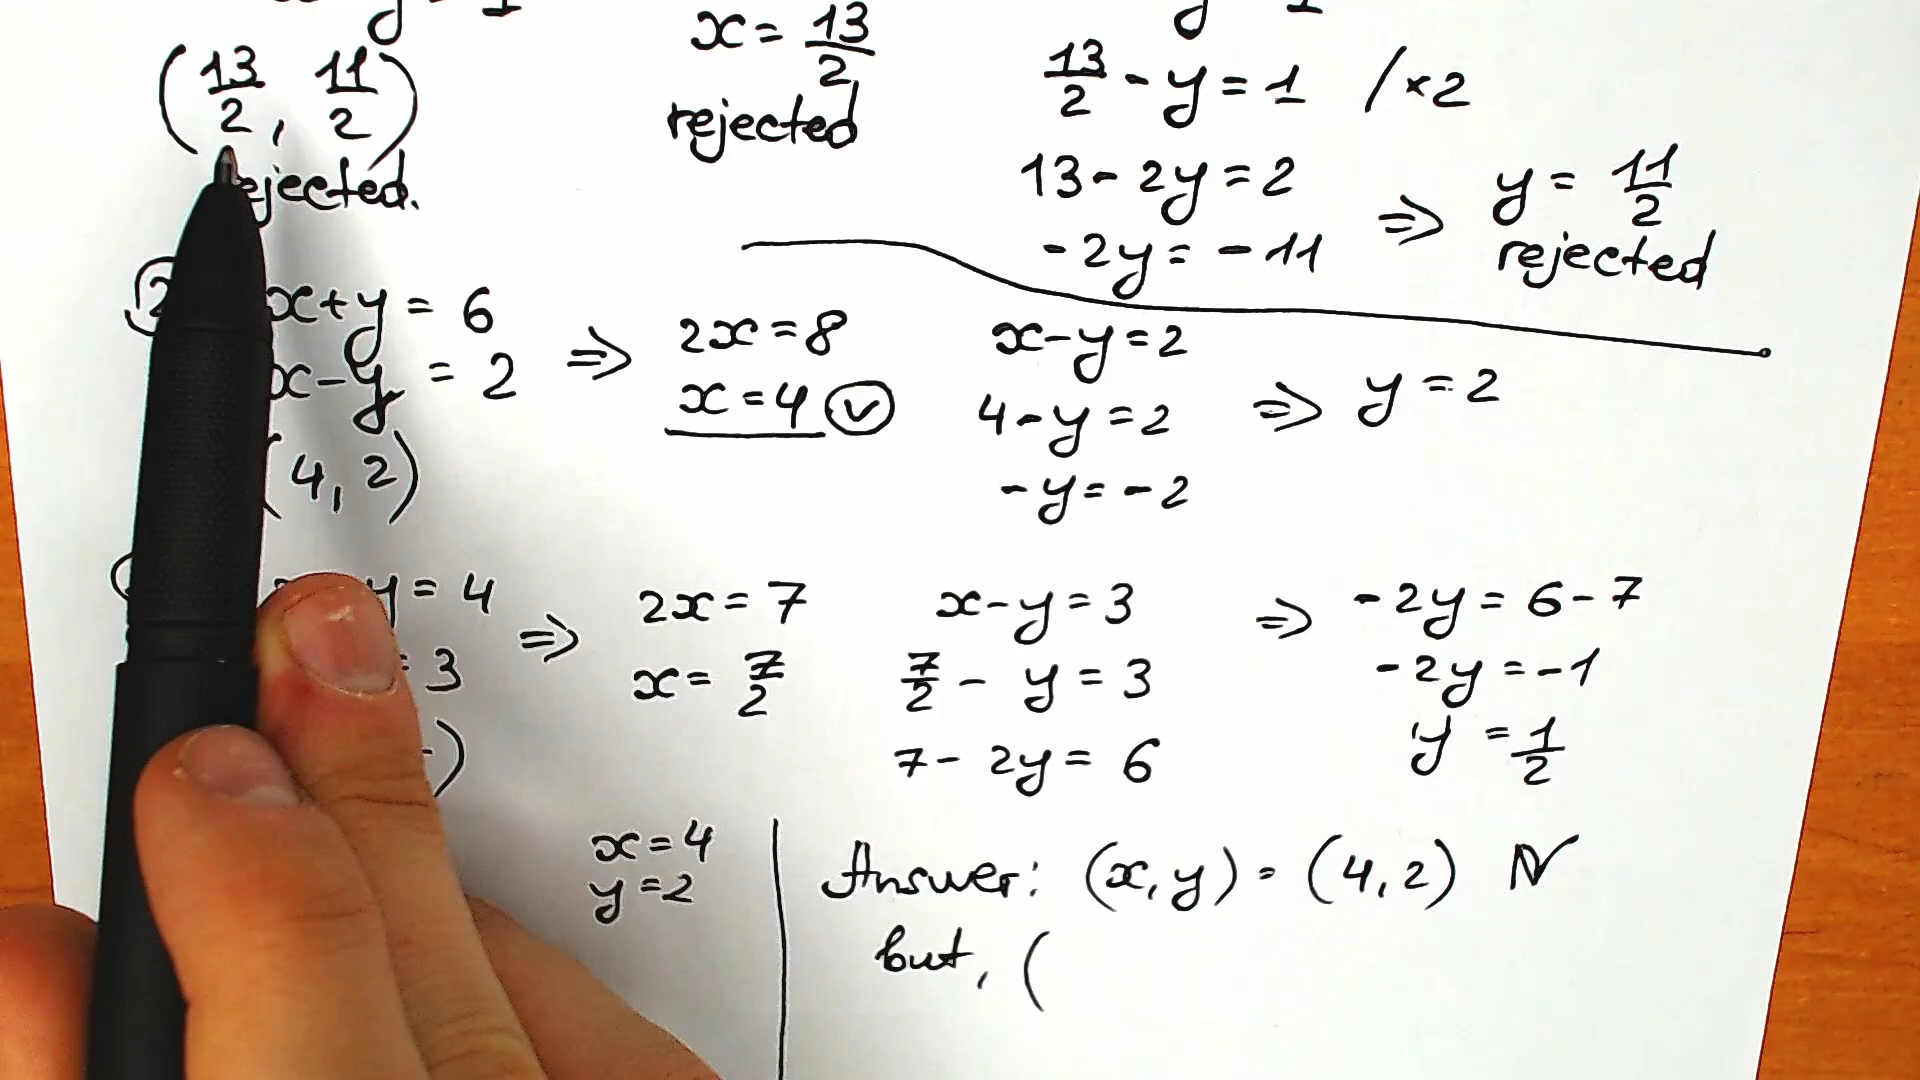 (13/2, 11/2)
rejected.
x = 13/2
rejected
13/2 - y = 1 /×2
13 - 2y = 2
-2y = -11
=> y = 11/2
rejected
x+y = 6
x-y = 2
(4, 2)
=> 2x = 8
x = 4 v
x-y = 2
4-y = 2
-y = -2
=> y = 2
y = 4
= 3
=> 2x = 7
x = 7/2
x-y = 3
7/2 - y = 3
7 - 2y = 6
=> -2y = 6-7
-2y = -1
y = 1/2
x = 4
y = 2
Answer: (x, y) = (4, 2) N
but, (